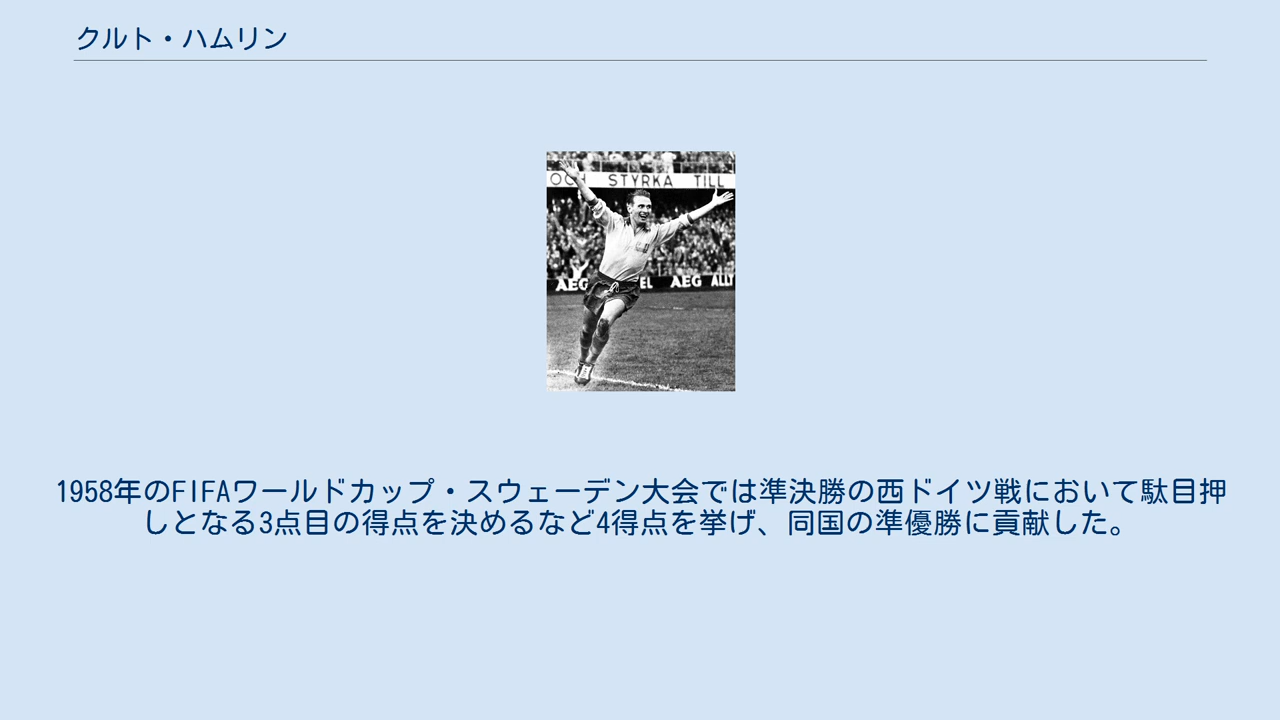 クルト・ハムリン
OCH STYRKA TILL
AEG EL AEG ALLT
1958年のFIFAワールドカップ・スウェーデン大会では準決勝の西ドイツ戦において駄目押
しとなる3点目の得点を決めるなど4得点を挙げ、同国の準優勝に貢献した。